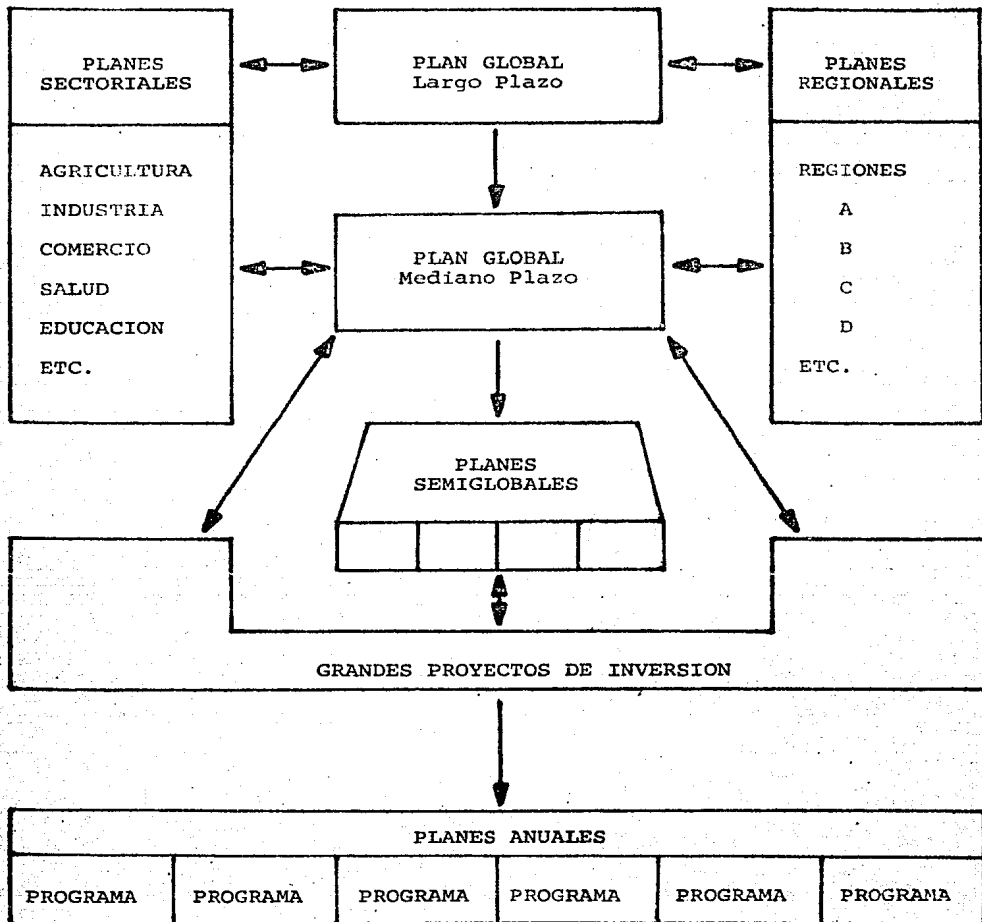 PLANES
SECTORIALES
PLAN GLOBAL
Largo Plazo
PLANES
REGIONALES
AGRICULTURA
INDUSTRIA
COMERCIO
SALUD
EDUCACION
ETC.
PLAN GLOBAL
Mediano Plazo
REGIONES
A
B
C
D
ETC.
PLANES
SEMIGLOBALES
GRANDES PROYECTOS DE INVERSION
PLANES ANUALES
PROGRAMA PROGRAMA PROGRAMA PROGRAMA PROGRAMA PROGRAMA